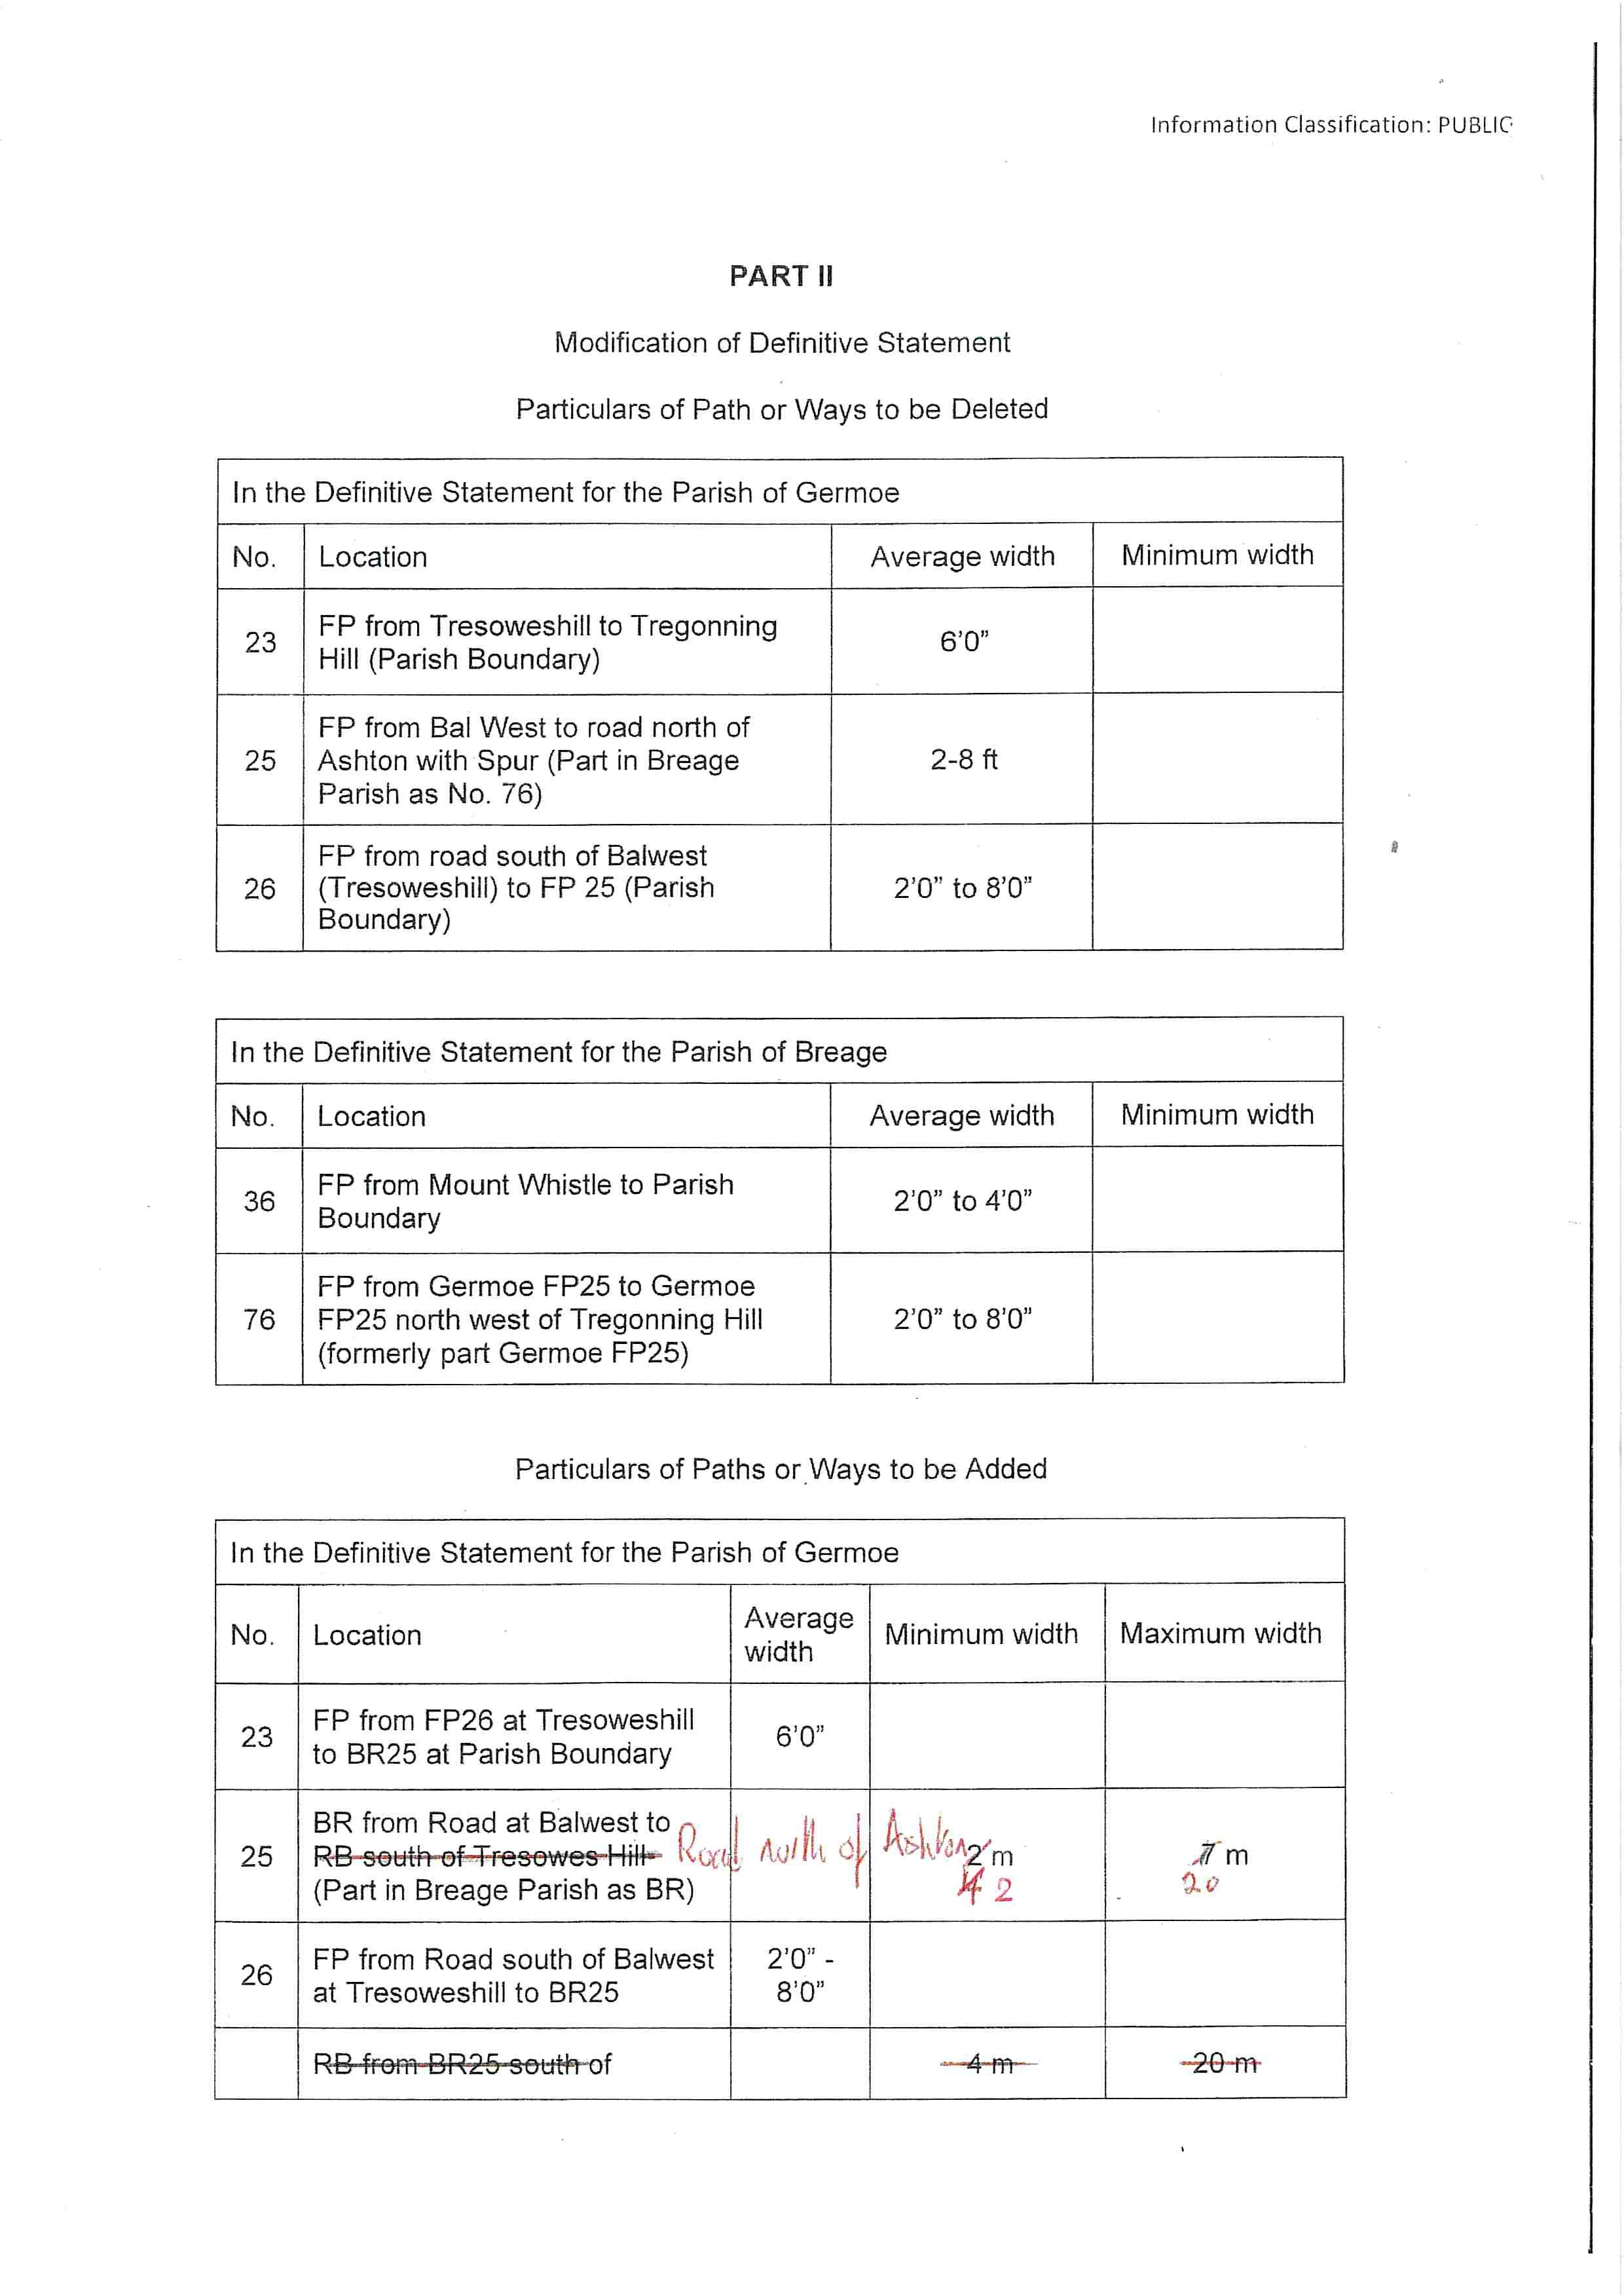 Information Classification: PUBLIC
PART II
Modification of Definitive Statement
Particulars of Path or Ways to be Deleted
In the Definitive Statement for the Parish of Germoe
No. Location Average width Minimum width
23 FP from Tresoweshill to Tregonning
Hill (Parish Boundary) 6'0"
FP from Bal West to road north of
25 Ashton with Spur (Part in Breage 2-8 ft
Parish as No. 76)
FP from road south of Balwest
26 (Tresoweshill) to FP 25 (Parish 2'0" to 8'0"
Boundary)
In the Definitive Statement for the Parish of Breage
No. Location Average width Minimum width
36 FP from Mount Whistle to Parish
Boundary 2'0" to 4'0"
FP from Germoe FP25 to Germoe
76 FP25 north west of Tregonning Hill 2'0" to 8'0"
(formerly part Germoe FP25)
Particulars of Paths or Ways to be Added
In the Definitive Statement for the Parish of Germoe
No. Location Average
width Minimum width Maximum width
23 FP from FP26 at Tresoweshill
to BR25 at Parish Boundary 6'0"
BR from Road at Balwest to
25 RB south of Tresowes Hill Road north of Ashton 2 m 7 m
(Part in Breage Parish as BR) 4 2 20
26 FP from Road south of Balwest 2'0" -
at Tresoweshill to BR25 8'0"
RB from BR25 south of 4 m 20 m